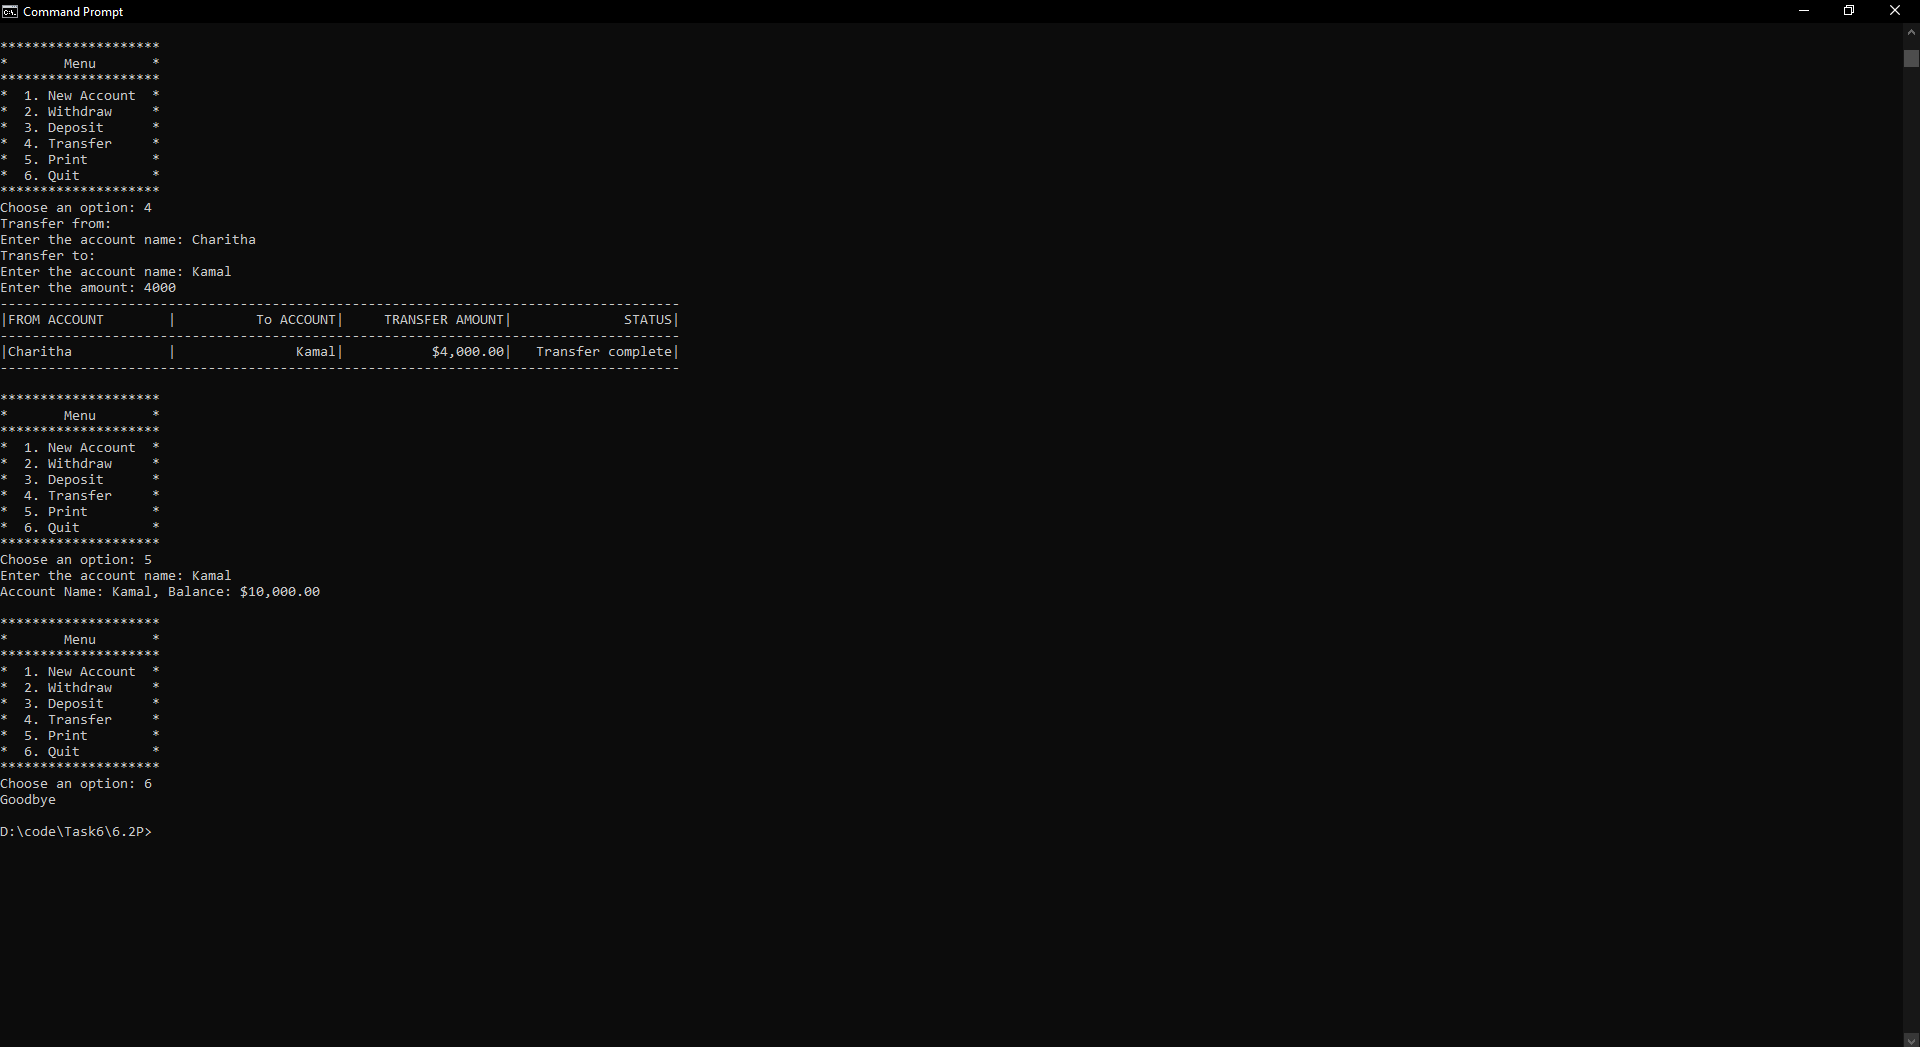 Command Prompt
********************
*       Menu       *
********************
*  1. New Account  *
*  2. Withdraw     *
*  3. Deposit      *
*  4. Transfer     *
*  5. Print        *
*  6. Quit         *
********************
Choose an option: 4
Transfer from:
Enter the account name: Charitha
Transfer to:
Enter the account name: Kamal
Enter the amount: 4000
-------------------------------------------------------------------------------------
|FROM ACCOUNT        |          To ACCOUNT|     TRANSFER AMOUNT|              STATUS|
-------------------------------------------------------------------------------------
|Charitha            |               Kamal|           $4,000.00|   Transfer complete|
-------------------------------------------------------------------------------------
********************
*       Menu       *
********************
*  1. New Account  *
*  2. Withdraw     *
*  3. Deposit      *
*  4. Transfer     *
*  5. Print        *
*  6. Quit         *
********************
Choose an option: 5
Enter the account name: Kamal
Account Name: Kamal, Balance: $10,000.00
********************
*       Menu       *
********************
*  1. New Account  *
*  2. Withdraw     *
*  3. Deposit      *
*  4. Transfer     *
*  5. Print        *
*  6. Quit         *
********************
Choose an option: 6
Goodbye
D:\code\Task6\6.2P>